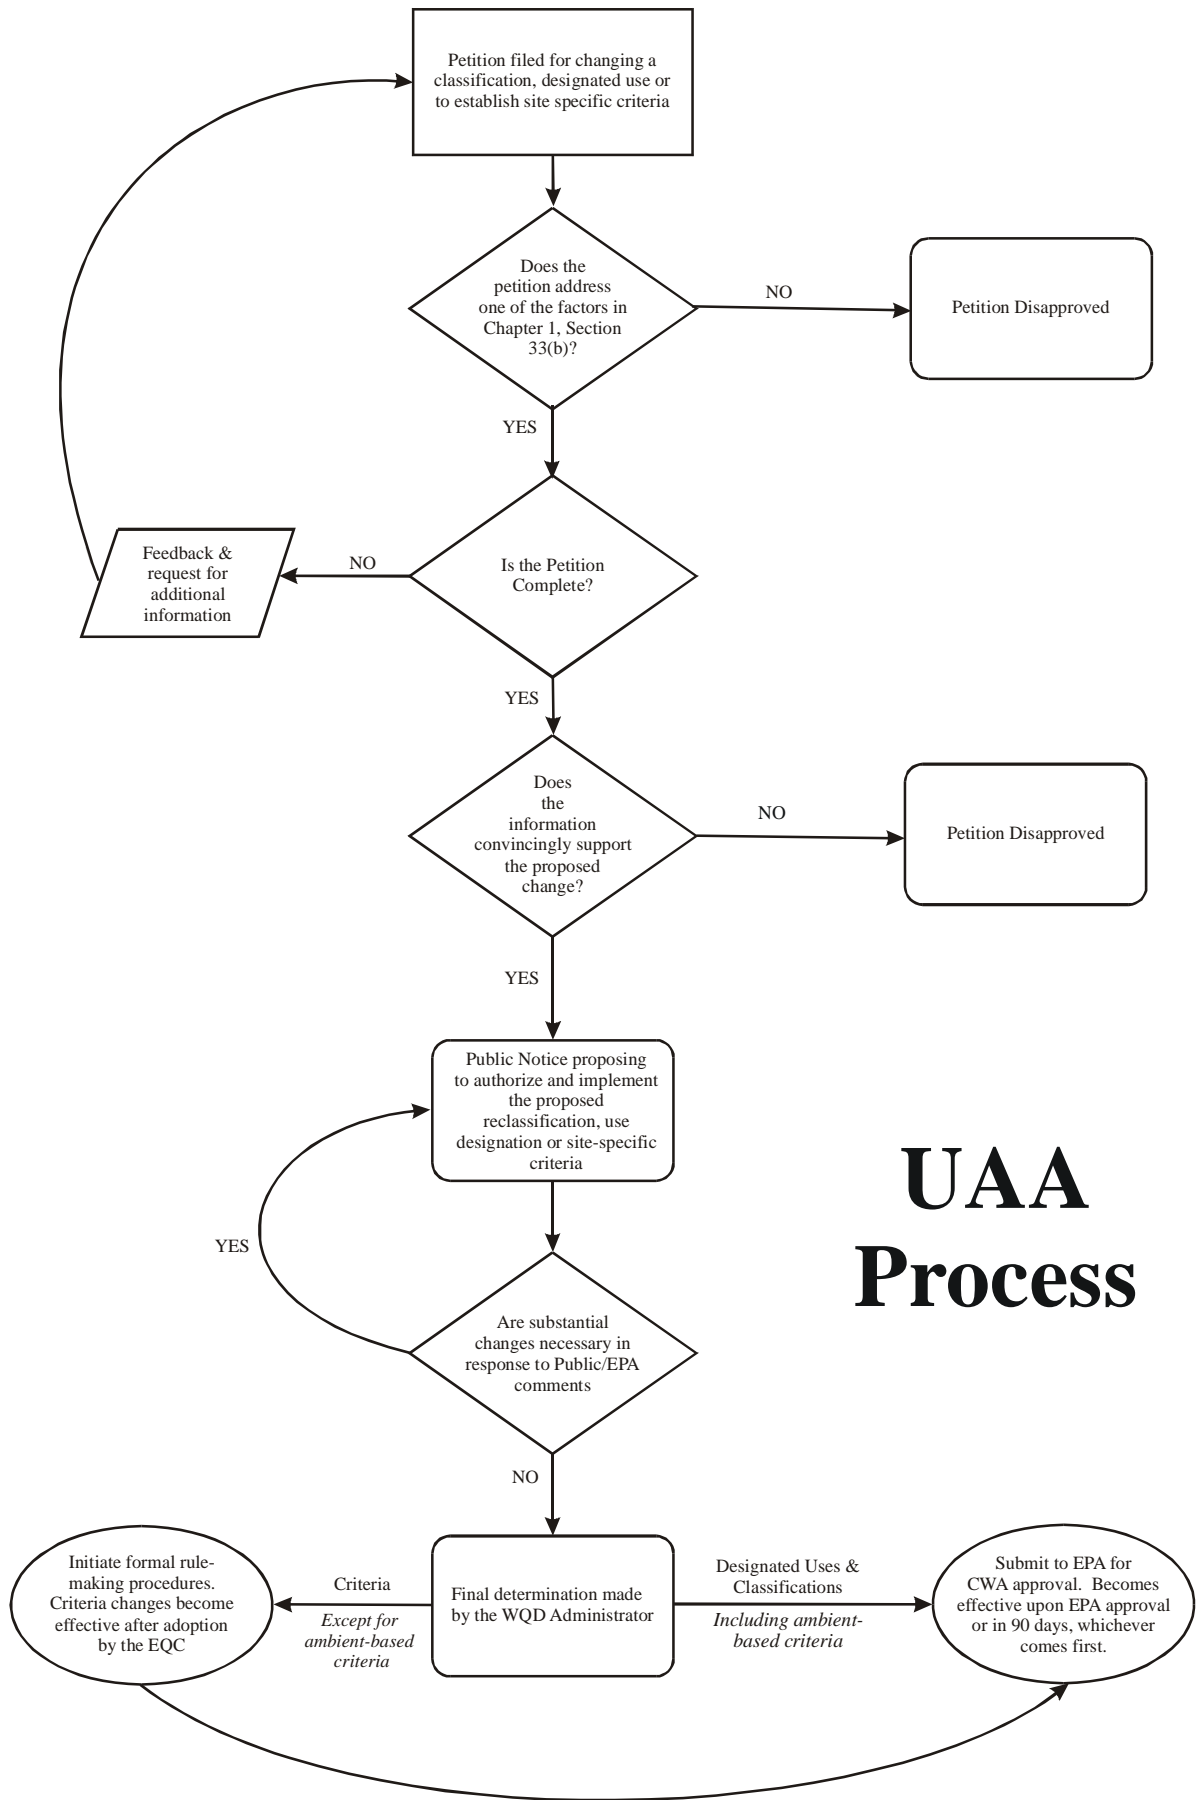 Petition filed for changing a
classification, designated use or
to establish site specific criteria
Does the
petition address
one of the factors in
Chapter 1, Section
33(b)?
NO
Petition Disapproved
YES
Is the Petition
Complete?
NO
Feedback &
request for
additional
information
YES
Does
the
information
convincingly support
the proposed
change?
NO
Petition Disapproved
YES
Public Notice proposing
to authorize and implement
the proposed
reclassification, use
designation or site-specific
criteria
UAA
Process
YES
Are substantial
changes necessary in
response to Public/EPA
comments
NO
Initiate formal rule-
making procedures.
Criteria changes become
effective after adoption
by the EQC
Criteria
Except for
ambient-based
criteria
Final determination made
by the WQD Administrator
Designated Uses &
Classifications
Including ambient-
based criteria
Submit to EPA for
CWA approval.  Becomes
effective upon EPA approval
or in 90 days, whichever
comes first.